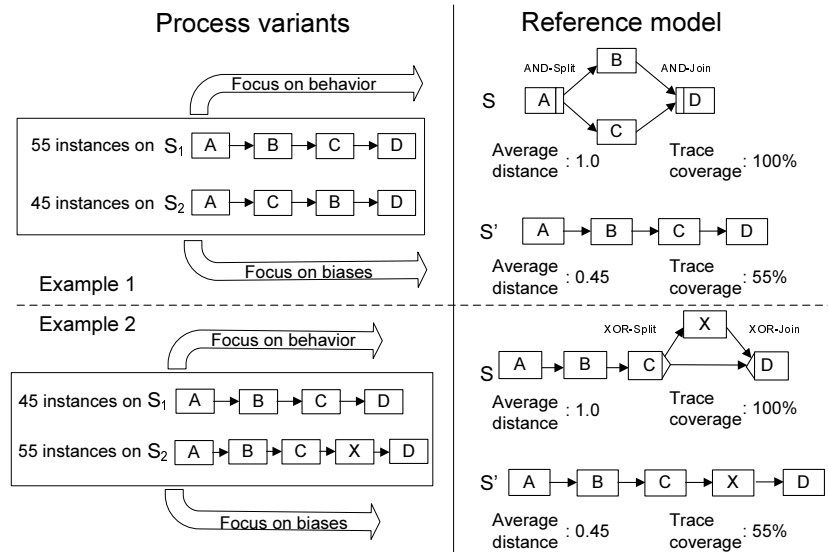 Process variants
Reference model
Focus on behavior
55 instances on S1 A B C D
45 instances on S2 A C B D
Focus on biases
Example 1
AND-Split B AND-Join
S A D
C
Average distance : 1.0 Trace coverage : 100%
S' A B C D
Average distance : 0.45 Trace coverage : 55%
Example 2
Focus on behavior
45 instances on S1 A B C D
55 instances on S2 A B C X D
Focus on biases
XOR-Split X XOR-Join
S A B C D
Average distance : 1.0 Trace coverage : 100%
S' A B C X D
Average distance : 0.45 Trace coverage : 55%